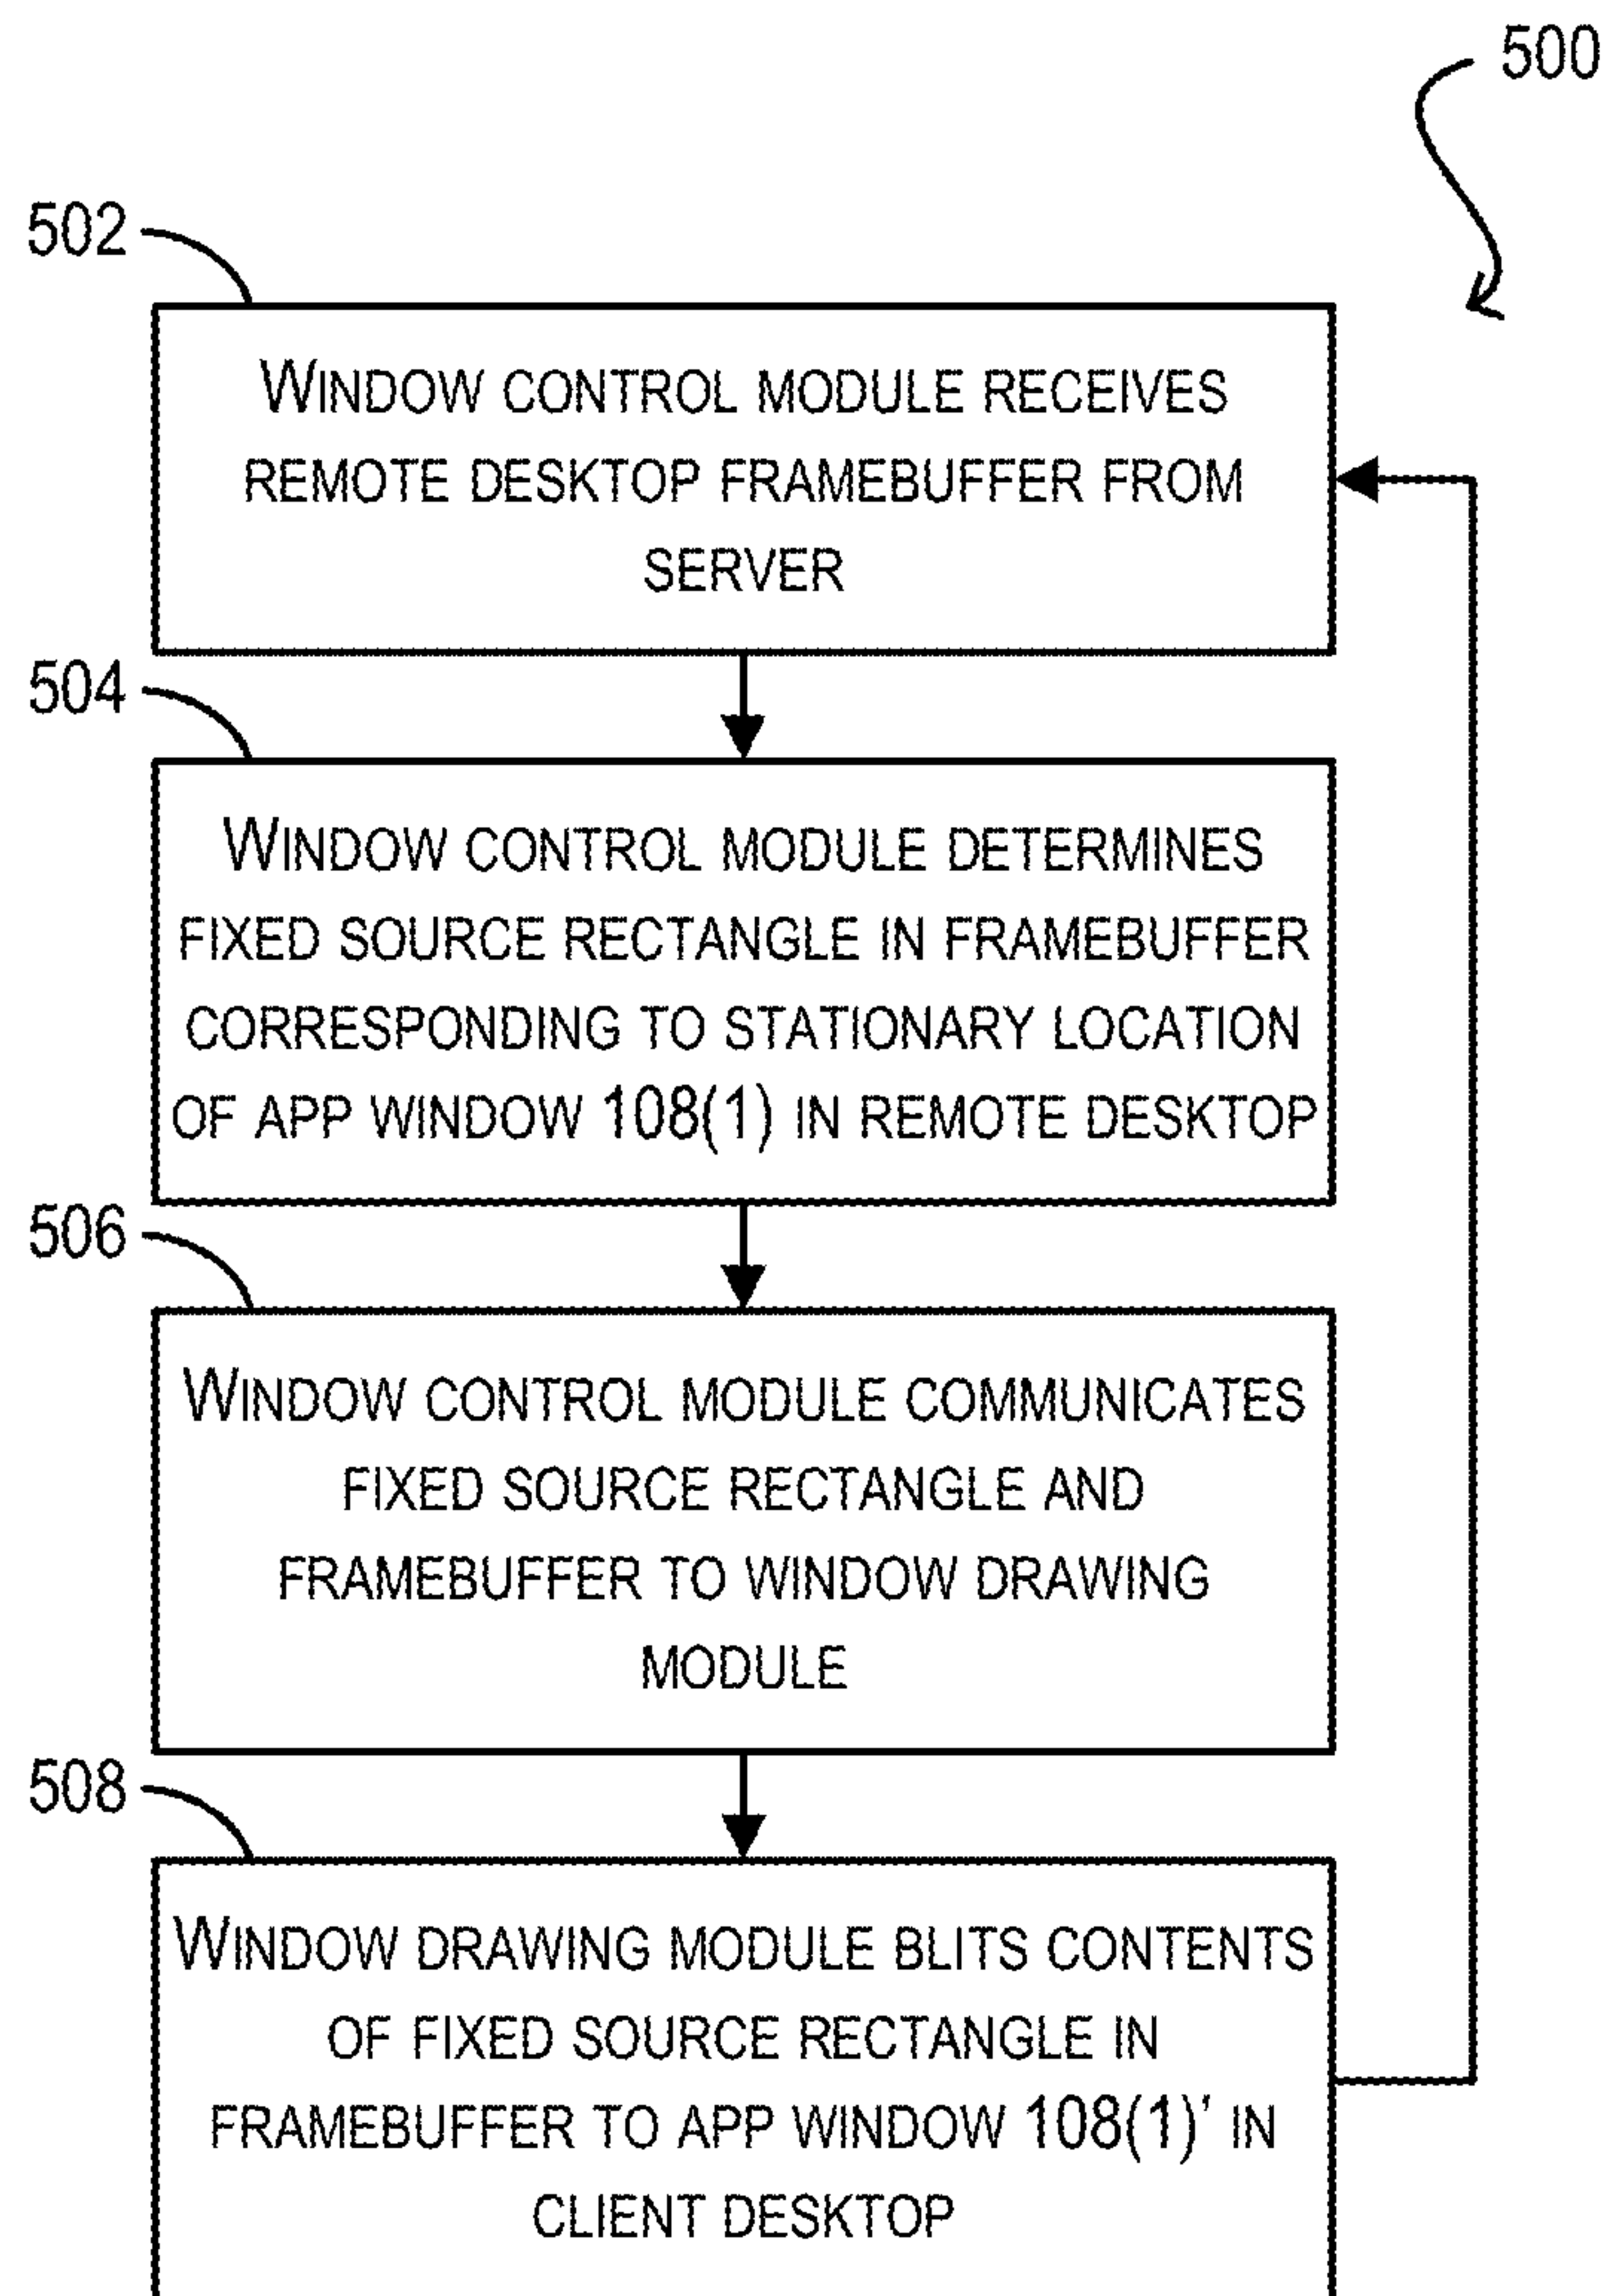 500
502
WINDOW CONTROL MODULE RECEIVES
REMOTE DESKTOP FRAMEBUFFER FROM
SERVER
504
WINDOW CONTROL MODULE DETERMINES
FIXED SOURCE RECTANGLE IN FRAMEBUFFER
CORRESPONDING TO STATIONARY LOCATION
OF APP WINDOW 108(1) IN REMOTE DESKTOP
506
WINDOW CONTROL MODULE COMMUNICATES
FIXED SOURCE RECTANGLE AND
FRAMEBUFFER TO WINDOW DRAWING
MODULE
508
WINDOW DRAWING MODULE BLITS CONTENTS
OF FIXED SOURCE RECTANGLE IN
FRAMEBUFFER TO APP WINDOW 108(1)' IN
CLIENT DESKTOP